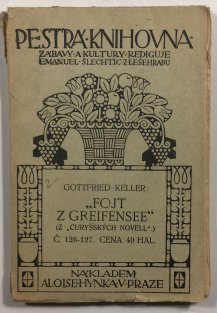 PESTRÁ KNIHOVNA
ZÁBAVY A KULTURY REDIGUJE
EMANUEL ŠLECHTIC Z LEŠEHRADU
GOTTFRIED KELLER:
„FOJT
Z GREIFENSEE"
(Z „CURYŠSKÝCH NOVELL".)
Č. 126-127. CENA 40 HAL.
NÁKLADEM
ALOISE HYNKA V PRAZE